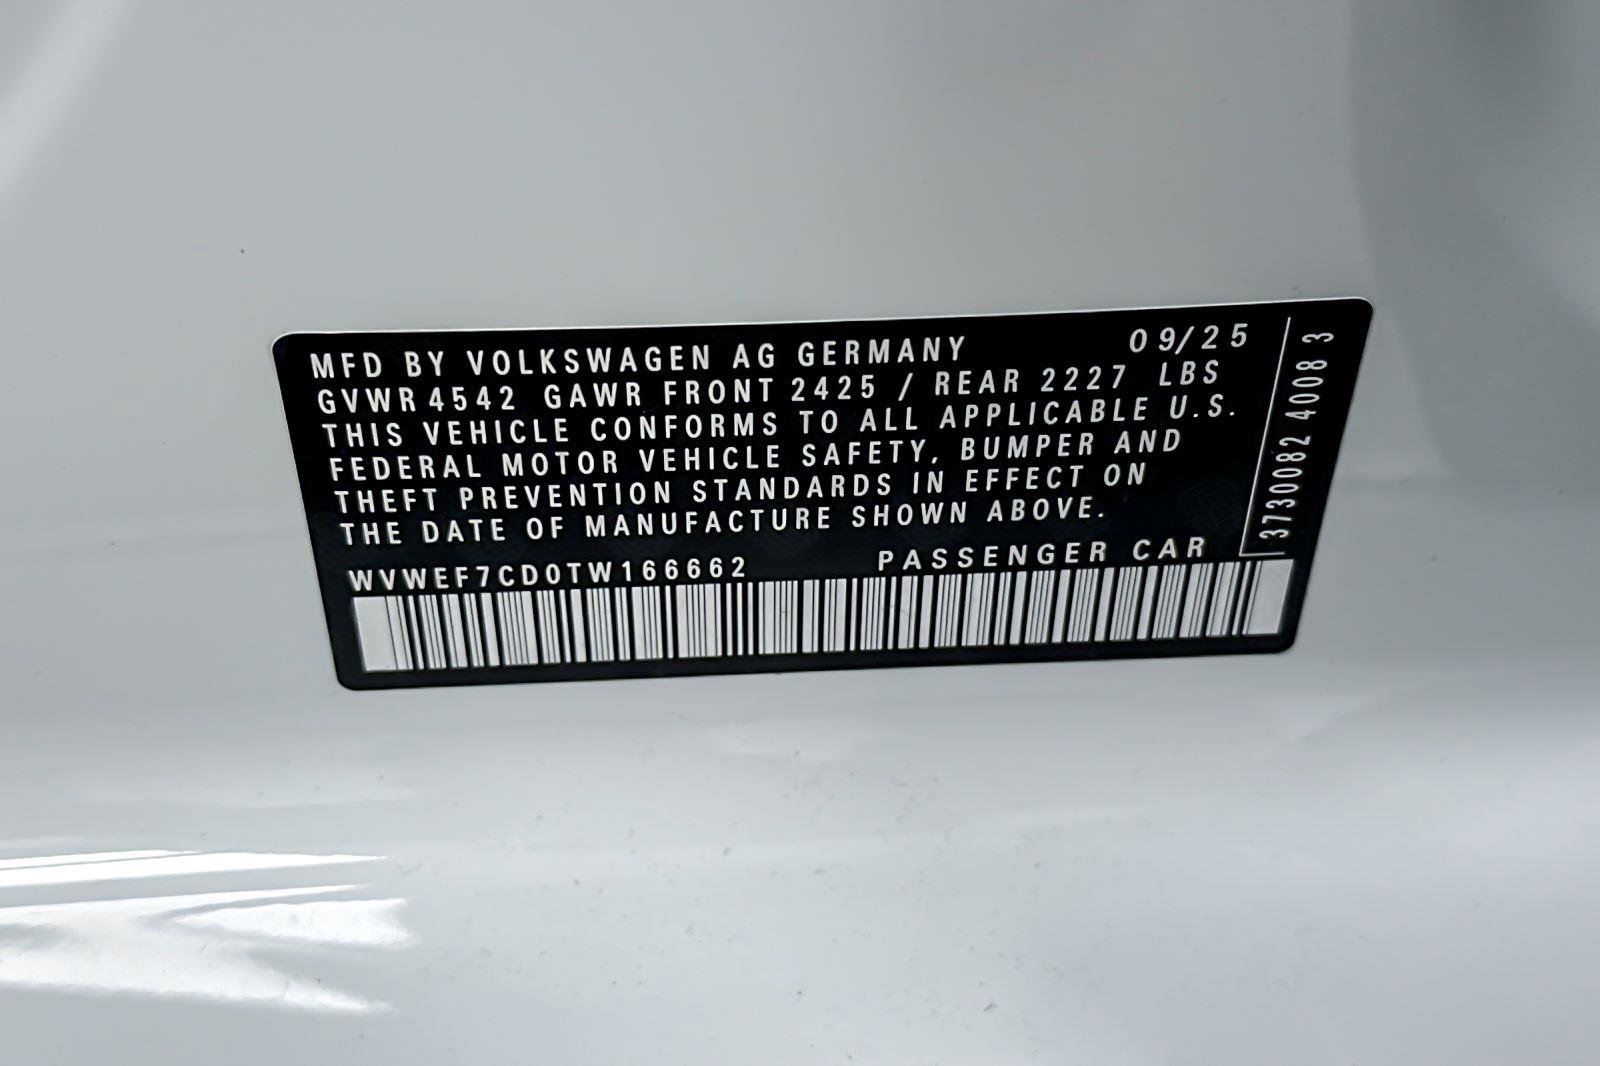 MFD BY VOLKSWAGEN AG GERMANY 09/25
GVWR 4542 GAWR FRONT 2425 / REAR 2227 LBS
THIS VEHICLE CONFORMS TO ALL APPLICABLE U.S.
FEDERAL MOTOR VEHICLE SAFETY, BUMPER AND
THEFT PREVENTION STANDARDS IN EFFECT ON
THE DATE OF MANUFACTURE SHOWN ABOVE.
WVWEF7CD0TW166662 PASSENGER CAR
3730082 4008 3